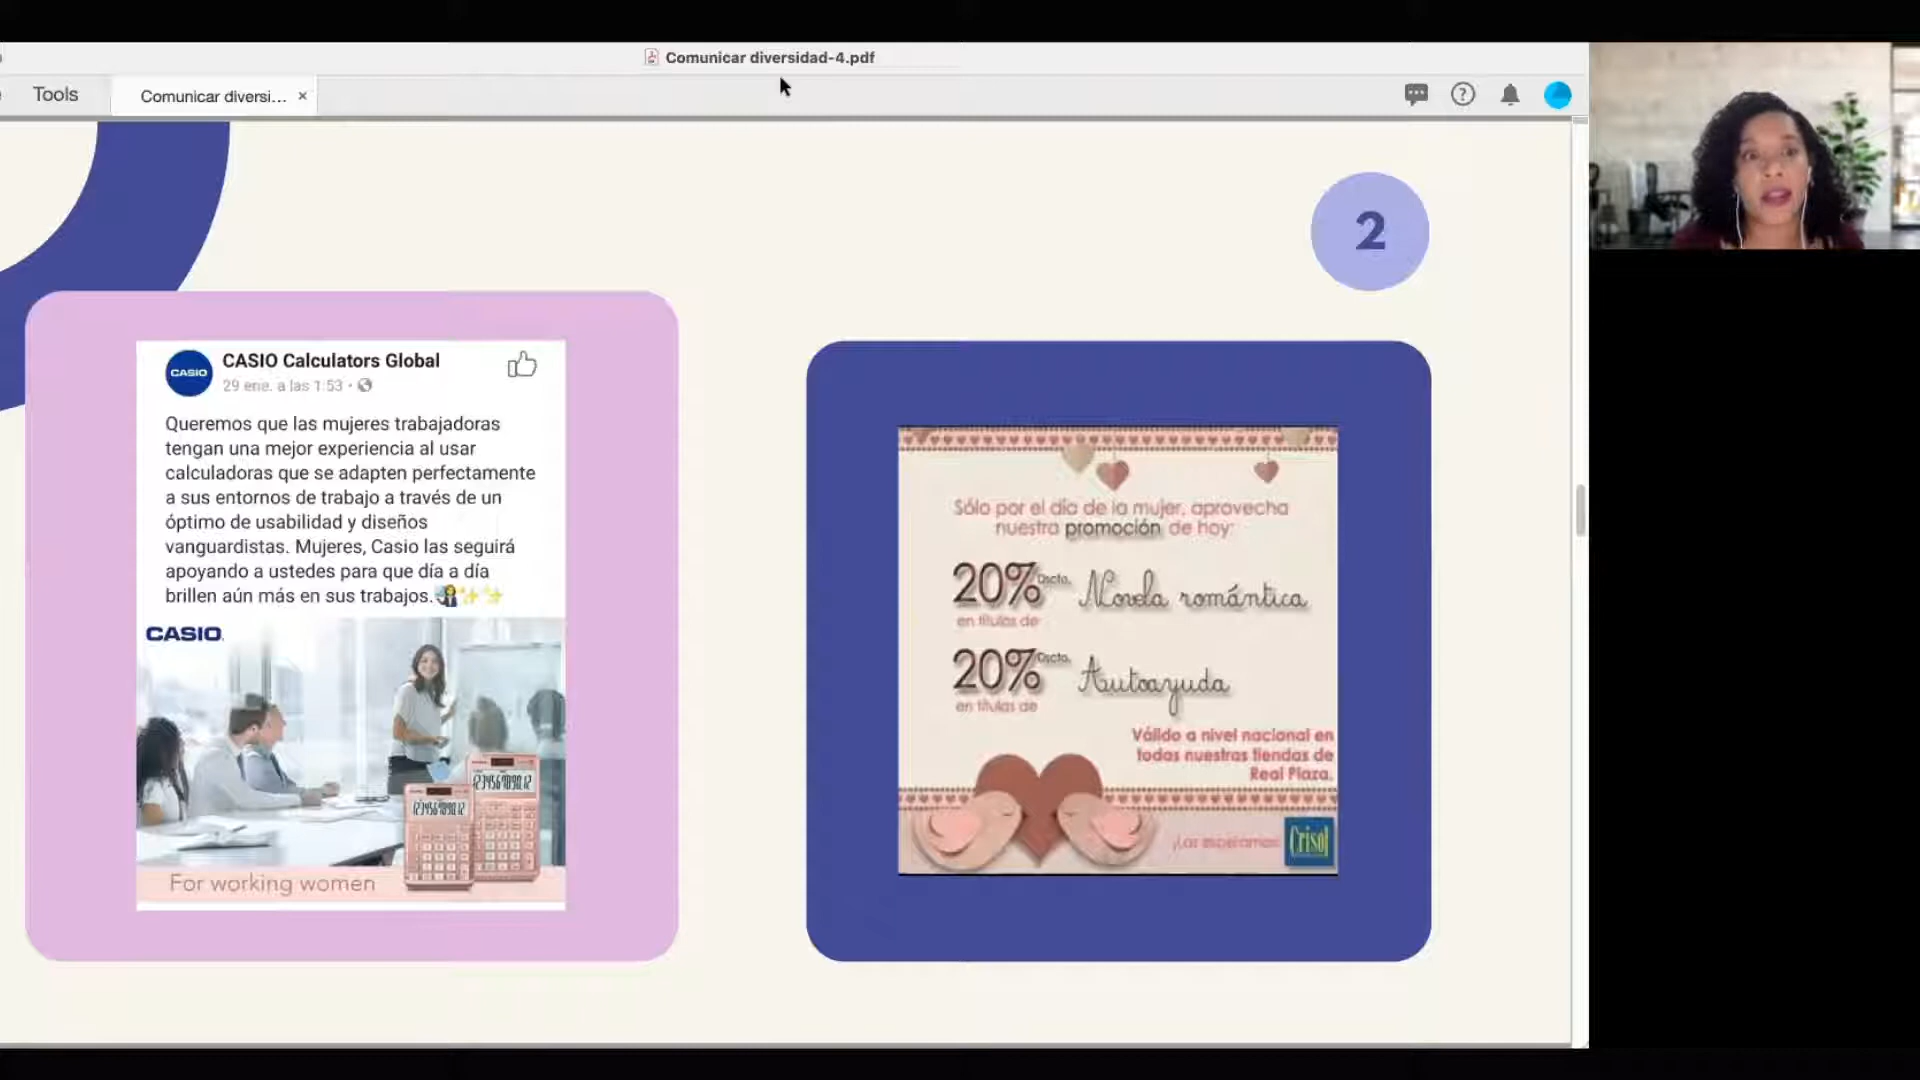 Comunicar diversidad-4.pdf
Tools
Comunicar diversi... ×
2
CASIO
CASIO Calculators Global
29 ene. a las 1:53 ·
Queremos que las mujeres trabajadoras
tengan una mejor experiencia al usar
calculadoras que se adapten perfectamente
a sus entornos de trabajo a través de un
óptimo de usabilidad y diseños
vanguardistas. Mujeres, Casio las seguirá
apoyando a ustedes para que día a día
brillen aún más en sus trabajos.
CASIO
For working women
Sólo por el día de la mujer, aprovecha
nuestra promoción de hoy:
20% Dscto. Novela romántica
en títulos de
20% Dscto. Autoayuda
en títulos de
Válido a nivel nacional en
todas nuestras tiendas de
Real Plaza.
¡Las esperamos!
Crisol